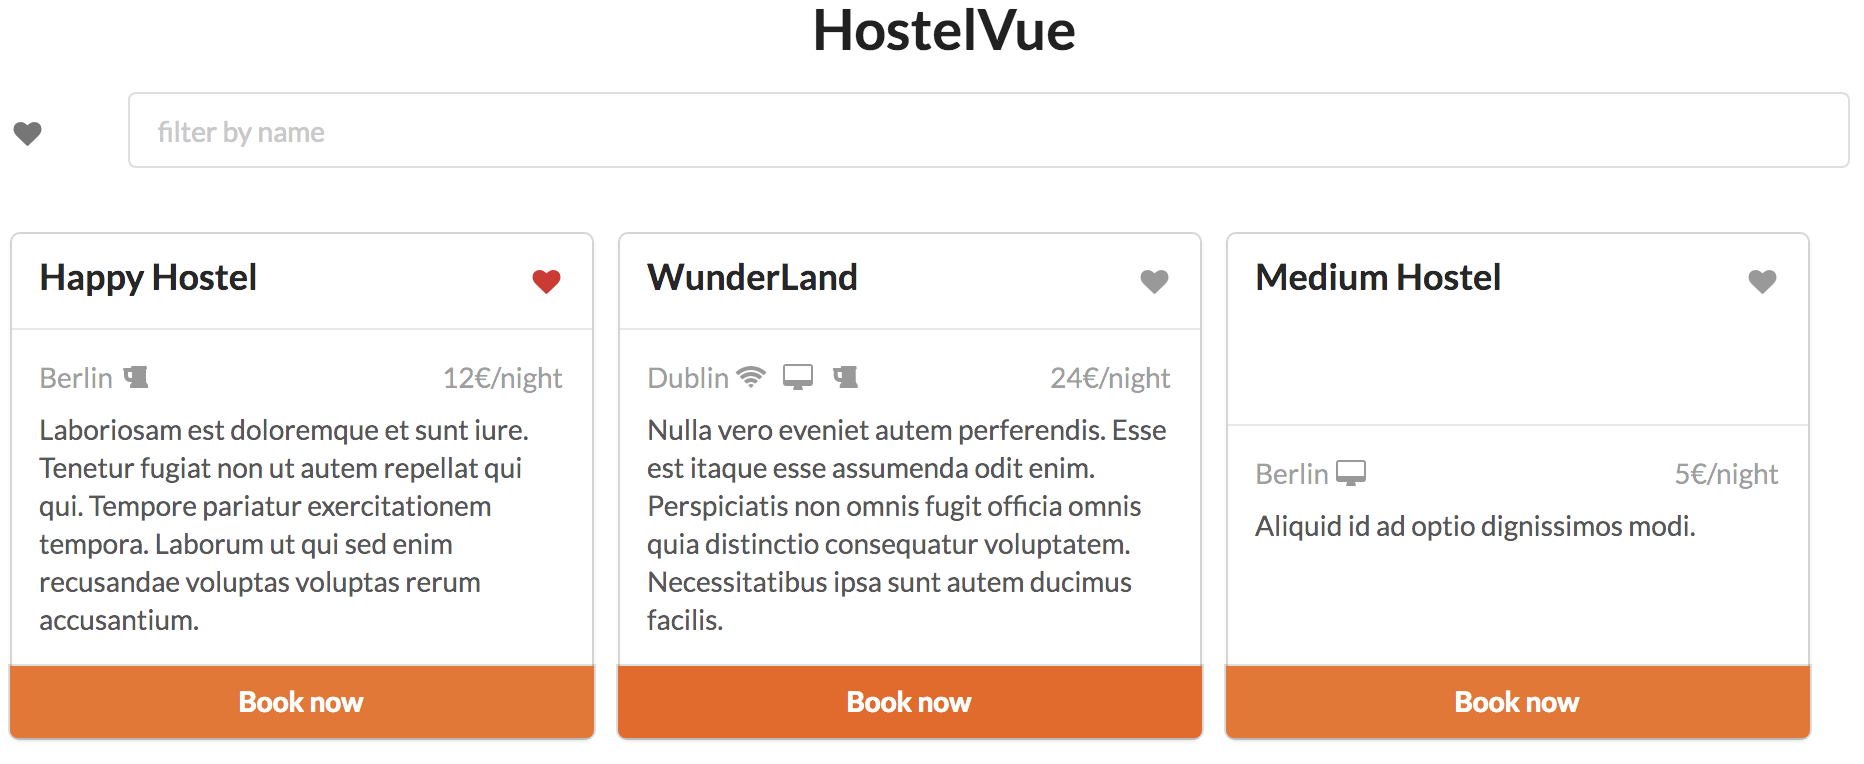 HostelVue
filter by name
Happy Hostel
Berlin 12€/night
Laboriosam est doloremque et sunt iure.
Tenetur fugiat non ut autem repellat qui
qui. Tempore pariatur exercitationem
tempora. Laborum ut qui sed enim
recusandae voluptas voluptas rerum
accusantium.
Book now
WunderLand
Dublin 24€/night
Nulla vero eveniet autem perferendis. Esse
est itaque esse assumenda odit enim.
Perspiciatis non omnis fugit officia omnis
quia distinctio consequatur voluptatem.
Necessitatibus ipsa sunt autem ducimus
facilis.
Book now
Medium Hostel
Berlin 5€/night
Aliquid id ad optio dignissimos modi.
Book now